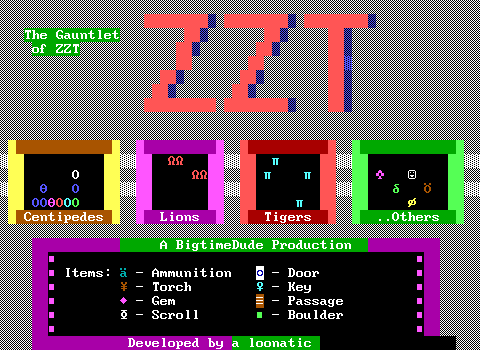 The Gauntlet
of ZZT
ZZT
Centipedes
Lions
Tigers
..Others
A BigtimeDude Production
Items: ä - Ammunition
Door
¥ - Torch
♀ - Key
♦ - Gem
≡ - Passage
Scroll
■ - Boulder
Developed by a loonatic